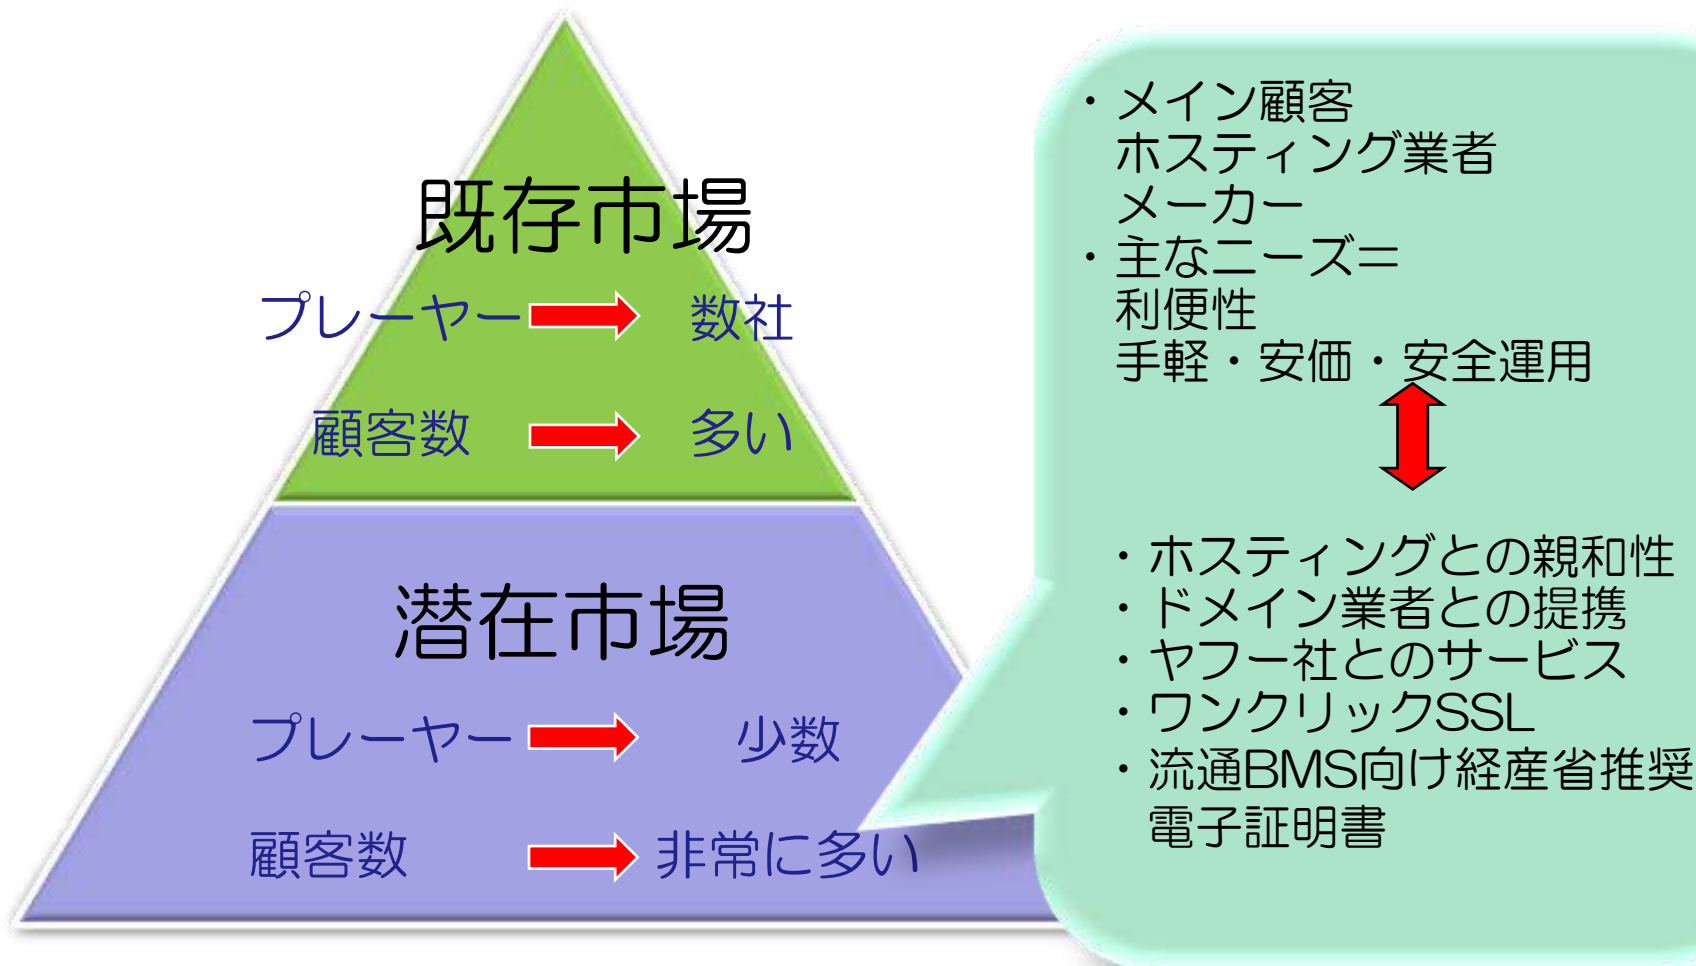 既存市場
プレーヤー 数社
顧客数 多い
潜在市場
プレーヤー 少数
顧客数 非常に多い
・メイン顧客
ホスティング業者
メーカー
・主なニーズ＝
利便性
手軽・安価・安全運用
・ホスティングとの親和性
・ドメイン業者との提携
・ヤフー社とのサービス
・ワンクリックSSL
・流通BMS向け経産省推奨
電子証明書